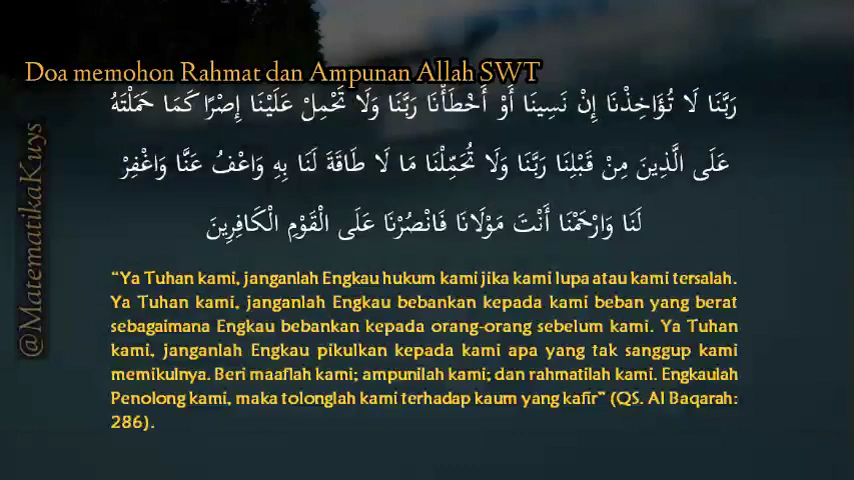 Doa memohon Rahmat dan Ampunan Allah SWT
رَبَّنَا لَا تُؤَاخِذْنَا إِنْ نَسِينَا أَوْ أَخْطَأْنَا رَبَّنَا وَلَا تَحْمِلْ عَلَيْنَا إِصْرًا كَمَا حَمَلْتَهُ
عَلَى الَّذِينَ مِنْ قَبْلِنَا رَبَّنَا وَلَا تُحَمِّلْنَا مَا لَا طَاقَةَ لَنَا بِهِ وَاعْفُ عَنَّا وَاغْفِرْ
لَنَا وَارْحَمْنَا أَنْتَ مَوْلَانَا فَانْصُرْنَا عَلَى الْقَوْمِ الْكَافِرِينَ
“Ya Tuhan kami, janganlah Engkau hukum kami jika kami lupa atau kami tersalah.
Ya Tuhan kami, janganlah Engkau bebankan kepada kami beban yang berat
sebagaimana Engkau bebankan kepada orang-orang sebelum kami. Ya Tuhan
kami, janganlah Engkau pikulkan kepada kami apa yang tak sanggup kami
memikulnya. Beri maaflah kami; ampunilah kami; dan rahmatilah kami. Engkaulah
Penolong kami, maka tolonglah kami terhadap kaum yang kafir” (QS. Al Baqarah:
286).
@MatematikaKuys